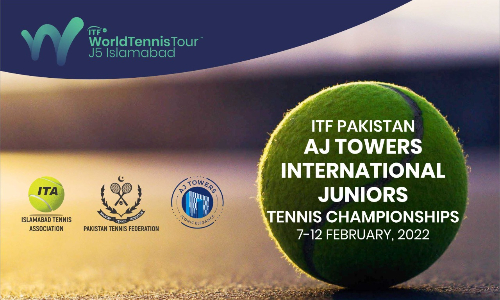 ITF
WorldTennisTour
J5 Islamabad
ITF PAKISTAN
AJ TOWERS
INTERNATIONAL
JUNIORS
TENNIS CHAMPIONSHIPS
7-12 FEBRUARY, 2022
ITA
ISLAMABAD TENNIS
ASSOCIATION
PAKISTAN TENNIS FEDERATION
AJ TOWERS